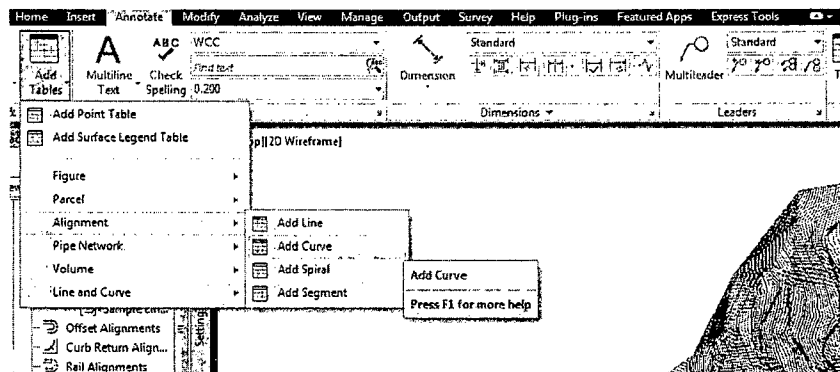 Home Insert Annotate Modify Analyze View Manage Output Survey Help Plug-ins Featured Apps Express Tools
Add Tables
Multiline Text
ABC
Check Spelling
WCC
Find text
0.200
Dimension
Standard
Multileader
Standard
Dimensions
Leaders
Add Point Table
Add Surface Legend Table
Figure
Parcel
Alignment
Pipe Network
Volume
Line and Curve
Add Line
Add Curve
Add Spiral
Add Segment
Add Curve
Press F1 for more help
p][2D Wireframe]
Offset Alignments
Curb Return Align...
Rail Alignments
Setting